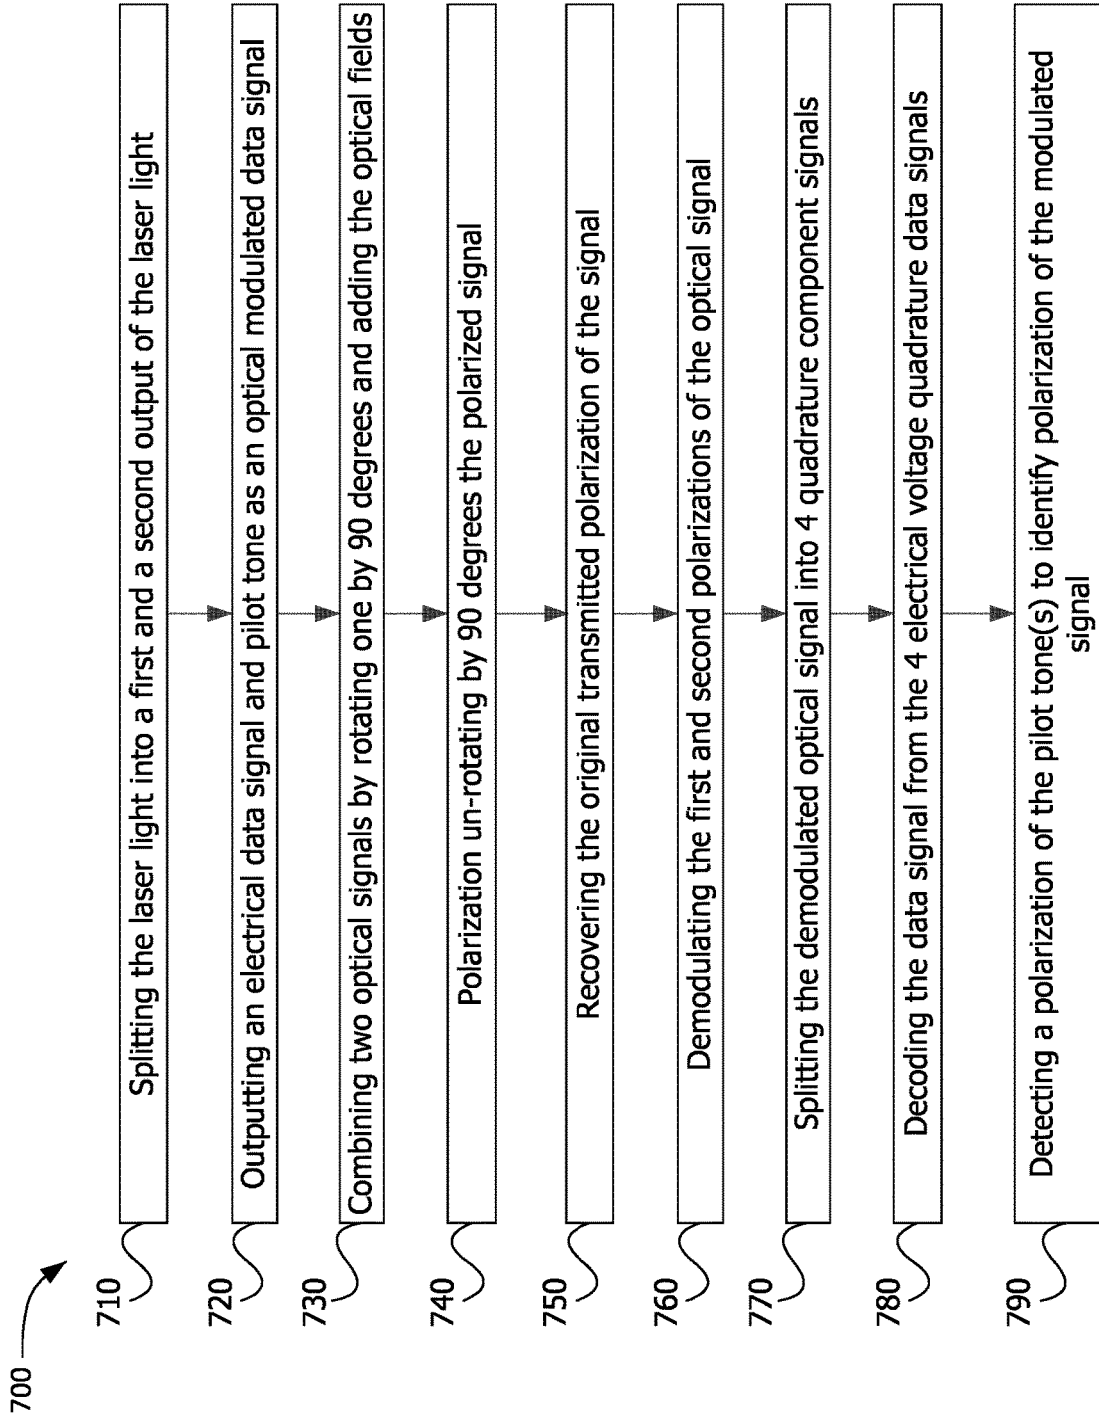 700
710
Splitting the laser light into a first and a second output of the laser light
720
Outputting an electrical data signal and pilot tone as an optical modulated data signal
730
Combining two optical signals by rotating one by 90 degrees and adding the optical fields
740
Polarization un-rotating by 90 degrees the polarized signal
750
Recovering the original transmitted polarization of the signal
760
Demodulating the first and second polarizations of the optical signal
770
Splitting the demodulated optical signal into 4 quadrature component signals
780
Decoding the data signal from the 4 electrical voltage quadrature data signals
790
Detecting a polarization of the pilot tone(s) to identify polarization of the modulated
signal